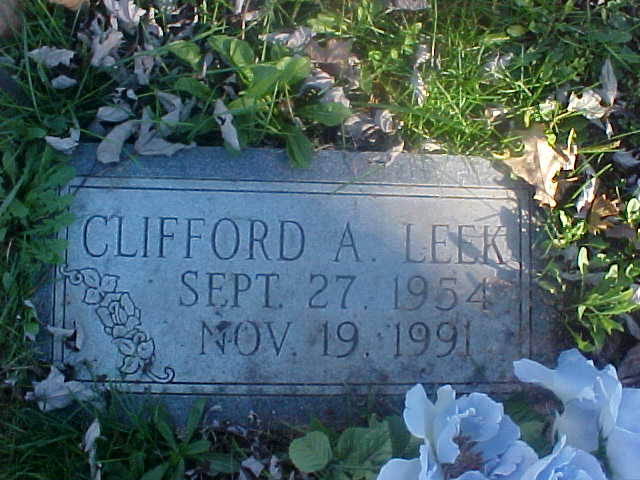 CLIFFORD A. LEEK
SEPT. 27. 1954
NOV. 19. 1991